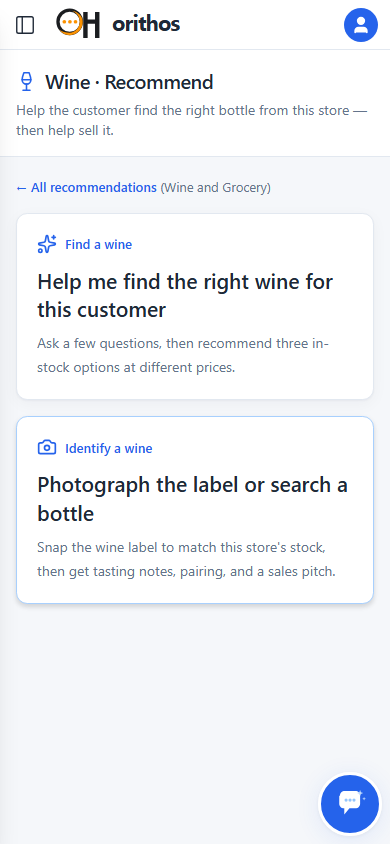 OH orithos
Wine · Recommend
Help the customer find the right bottle from this store —
then help sell it.
← All recommendations (Wine and Grocery)
Find a wine
Help me find the right wine for
this customer
Ask a few questions, then recommend three in-
stock options at different prices.
Identify a wine
Photograph the label or search a
bottle
Snap the wine label to match this store's stock,
then get tasting notes, pairing, and a sales pitch.